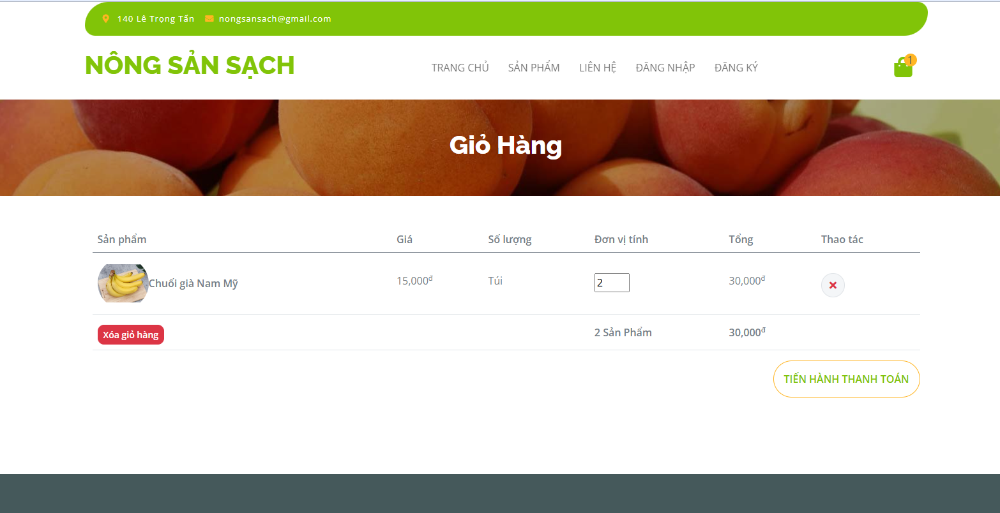 140 Lê Trọng Tấn nongsansach@gmail.com
NÔNG SẢN SẠCH TRANG CHỦ SẢN PHẨM LIÊN HỆ ĐĂNG NHẬP ĐĂNG KÝ 1
Giỏ Hàng
Sản phẩm Giá Số lượng Đơn vị tính Tổng Thao tác
Chuối già Nam Mỹ 15,000đ Túi 2 30,000đ
Xóa giỏ hàng 2 Sản Phẩm 30,000đ
TIẾN HÀNH THANH TOÁN